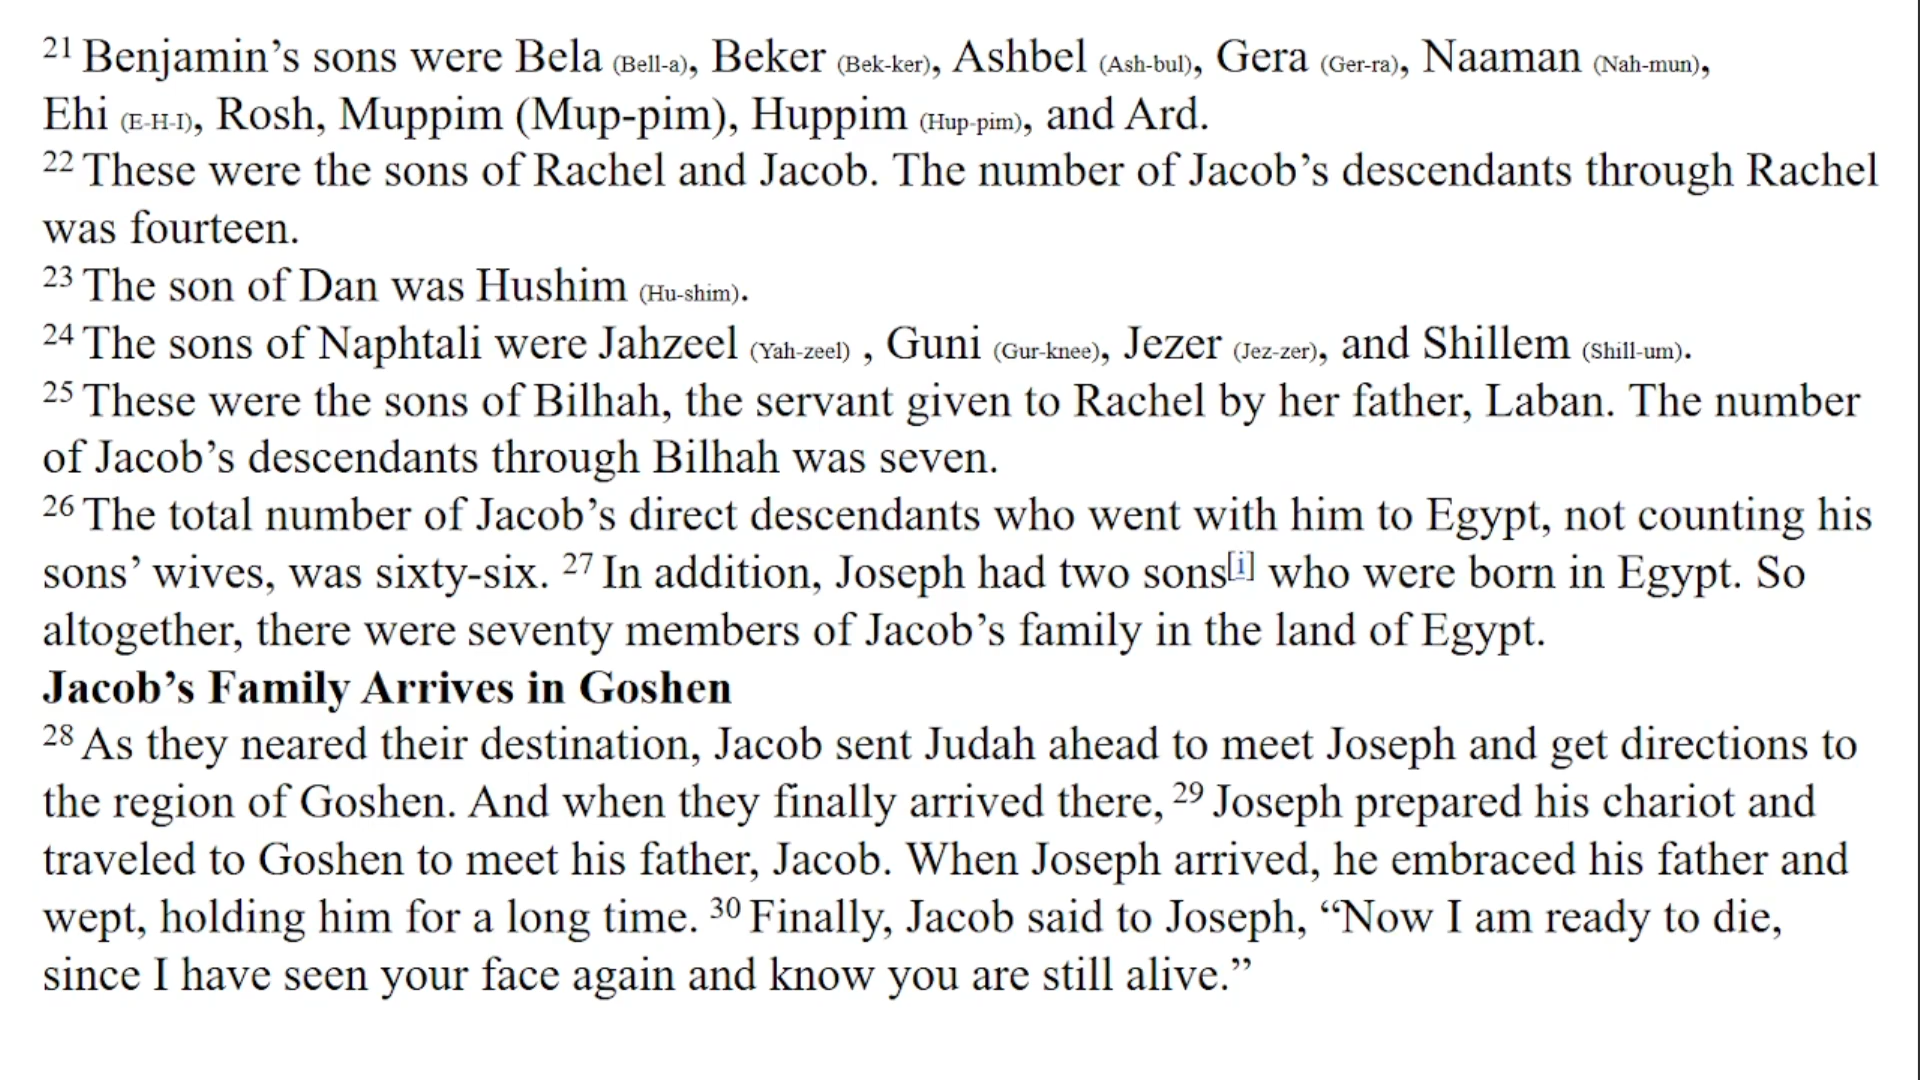 21 Benjamin’s sons were Bela (Bell-a), Beker (Bek-ker), Ashbel (Ash-bul), Gera (Ger-ra), Naaman (Nah-mun),
Ehi (E-H-I), Rosh, Muppim (Mup-pim), Huppim (Hup-pim), and Ard.
22 These were the sons of Rachel and Jacob. The number of Jacob’s descendants through Rachel
was fourteen.
23 The son of Dan was Hushim (Hu-shim).
24 The sons of Naphtali were Jahzeel (Yah-zeel) , Guni (Gur-knee), Jezer (Jez-zer), and Shillem (Shill-um).
25 These were the sons of Bilhah, the servant given to Rachel by her father, Laban. The number
of Jacob’s descendants through Bilhah was seven.
26 The total number of Jacob’s direct descendants who went with him to Egypt, not counting his
sons’ wives, was sixty-six. 27 In addition, Joseph had two sons[i] who were born in Egypt. So
altogether, there were seventy members of Jacob’s family in the land of Egypt.
Jacob’s Family Arrives in Goshen
28 As they neared their destination, Jacob sent Judah ahead to meet Joseph and get directions to
the region of Goshen. And when they finally arrived there, 29 Joseph prepared his chariot and
traveled to Goshen to meet his father, Jacob. When Joseph arrived, he embraced his father and
wept, holding him for a long time. 30 Finally, Jacob said to Joseph, “Now I am ready to die,
since I have seen your face again and know you are still alive.”